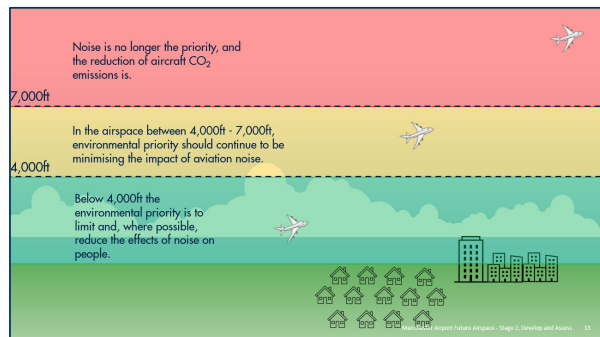 Noise is no longer the priority, and
the reduction of aircraft CO₂
emissions is.
7,000ft
In the airspace between 4,000ft - 7,000ft,
environmental priority should continue to be
minimising the impact of aviation noise.
4,000ft
Below 4,000ft the
environmental priority is to
limit and, where possible,
reduce the effects of noise on
people.
Manchester Airport Future Airspace - Stage 2, Develop and Assess 13